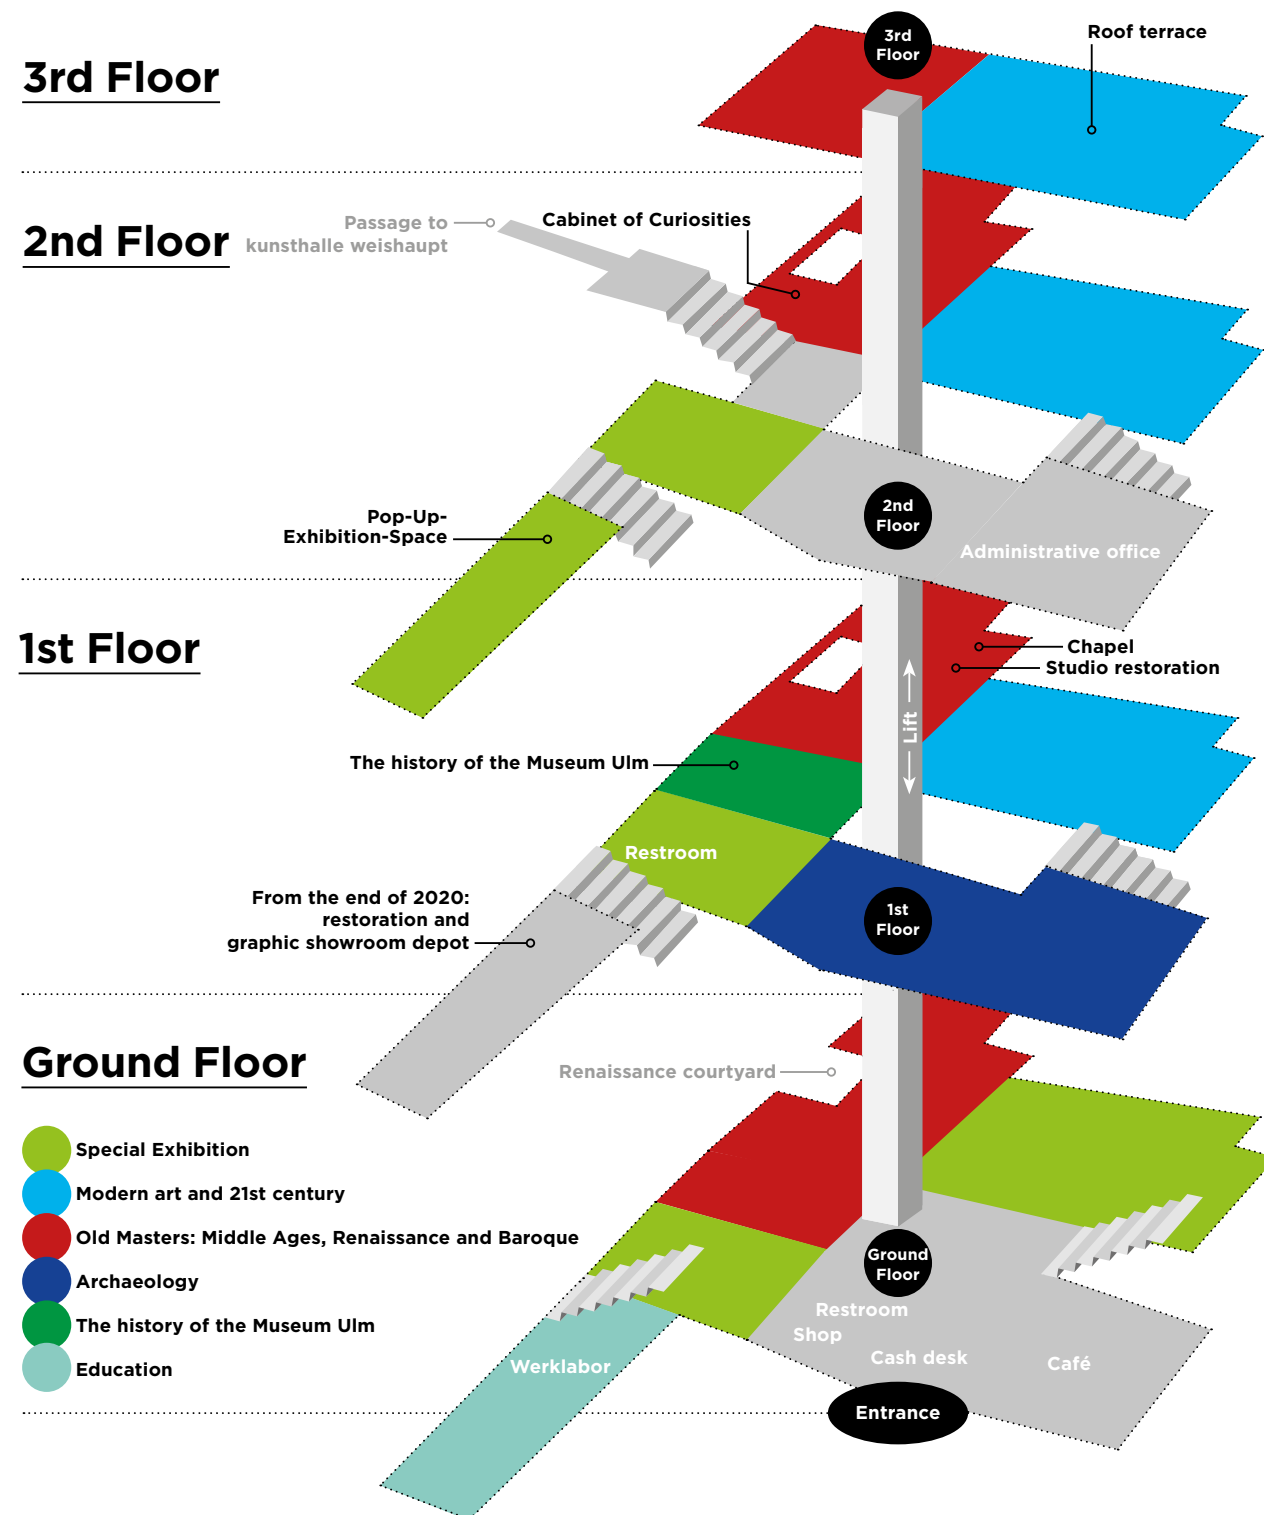 3rd
Floor
Roof terrace
3rd Floor
Passage to
kunsthalle weishaupt
Cabinet of Curiosities
2nd Floor
2nd
Floor
Pop-Up-
Exhibition-Space
Administrative office
1st Floor
Chapel
Studio restoration
Lift
The history of the Museum Ulm
Restroom
From the end of 2020:
restoration and
graphic showroom depot
1st
Floor
Ground Floor
Renaissance courtyard
Special Exhibition
Modern art and 21st century
Old Masters: Middle Ages, Renaissance and Baroque
Archaeology
The history of the Museum Ulm
Education
Ground
Floor
Restroom
Shop
Cash desk
Café
Werklabor
Entrance